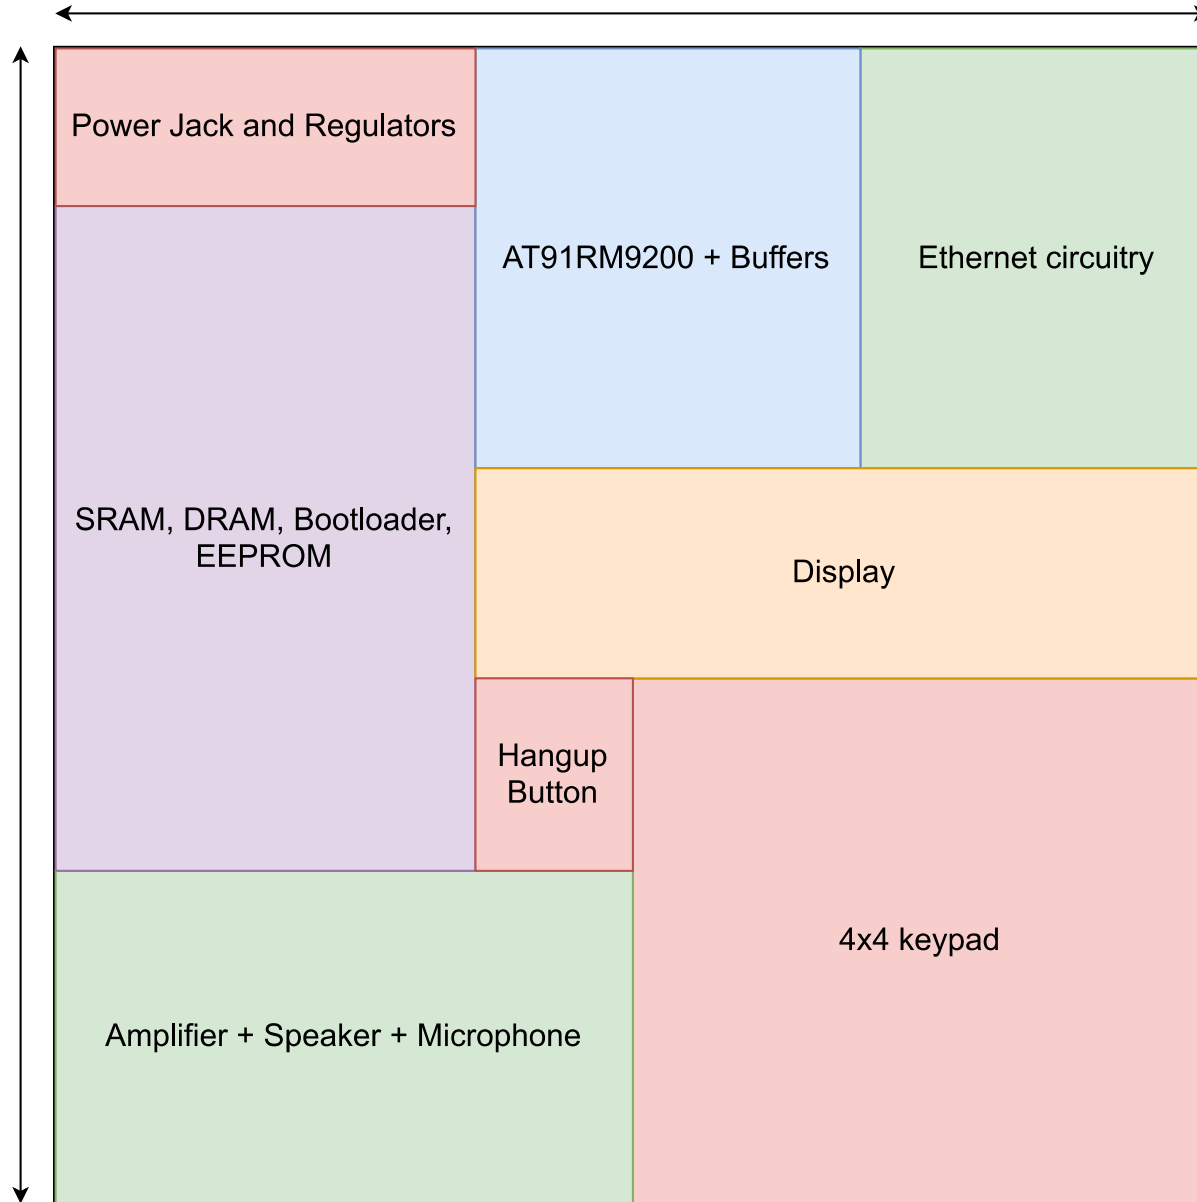 Power Jack and Regulators
AT91RM9200 + Buffers
Ethernet circuitry
SRAM, DRAM, Bootloader,
EEPROM
Display
Hangup
Button
4x4 keypad
Amplifier + Speaker + Microphone